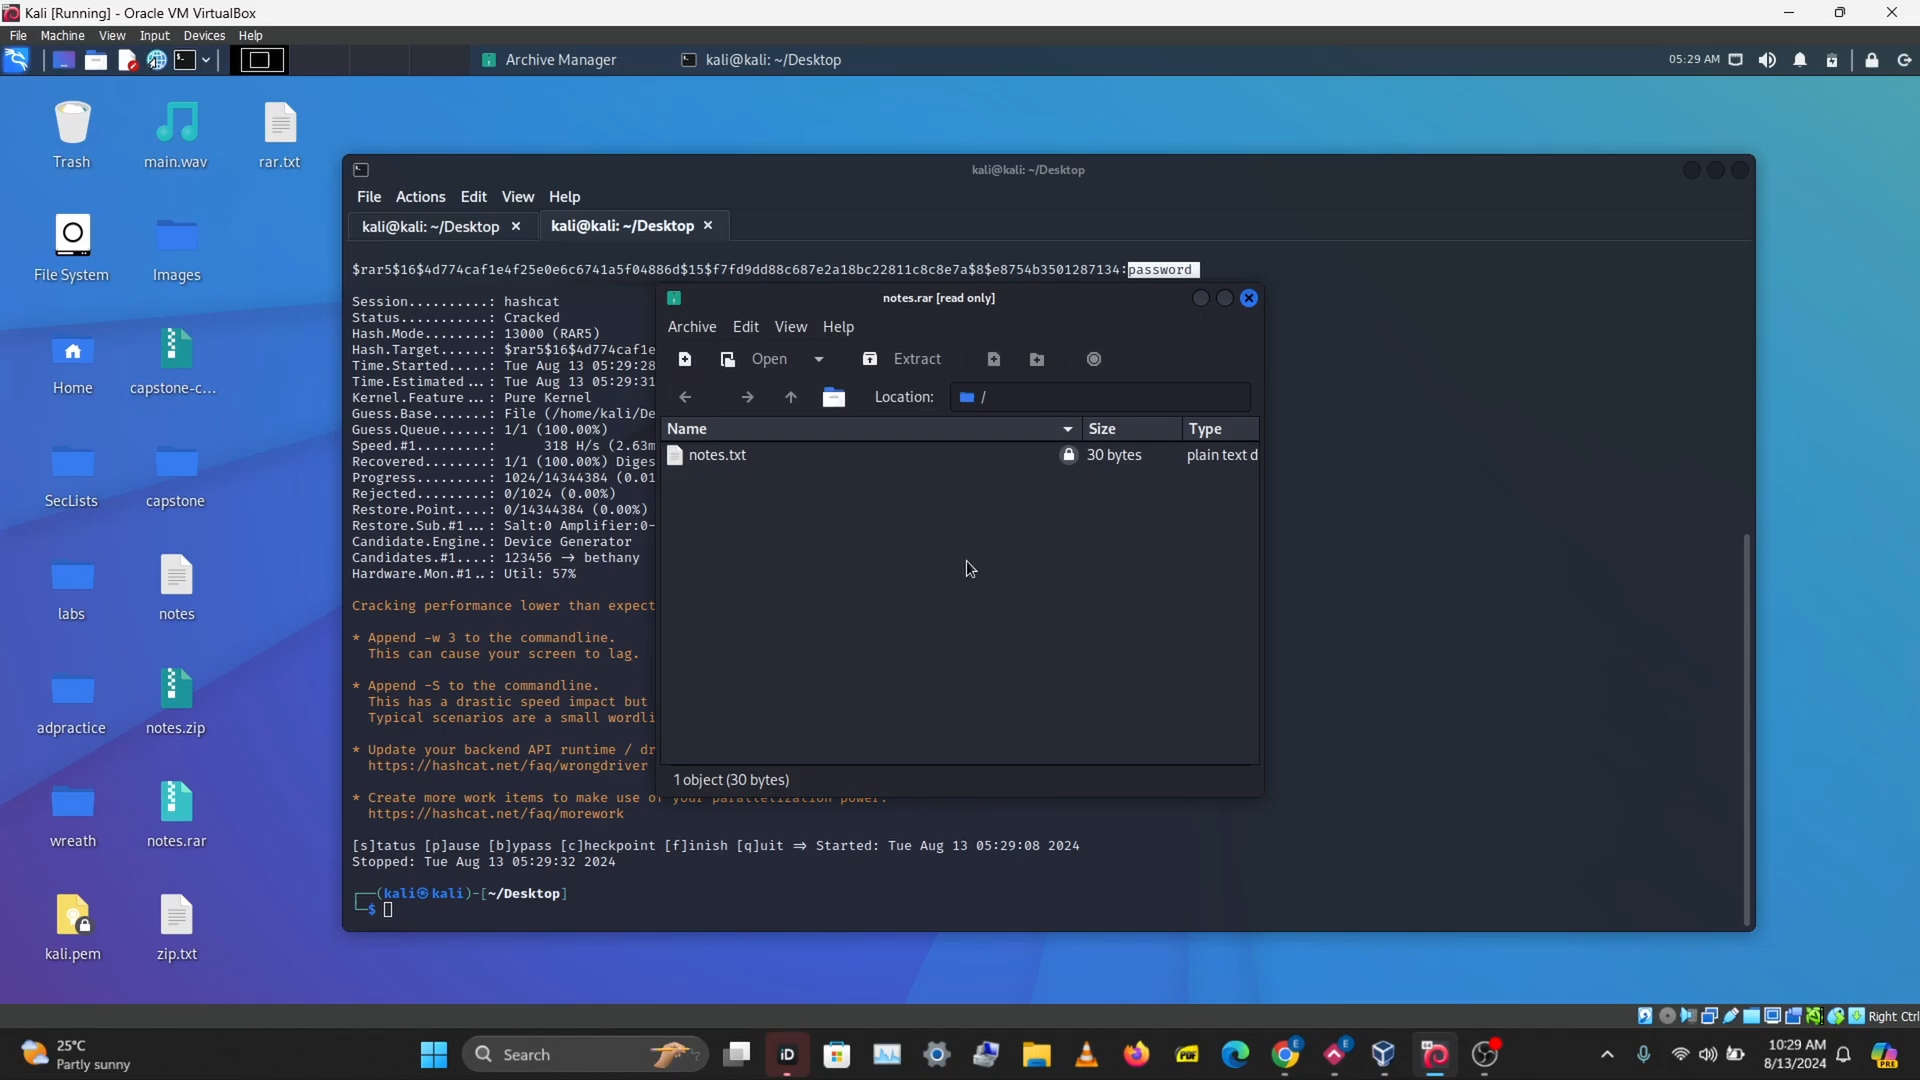 Kali [Running] - Oracle VM VirtualBox
File Machine View Input Devices Help
Archive Manager
kali@kali: ~/Desktop
05:29 AM
Trash
main.wav
rar.txt
File System
Images
Home
capstone-c...
SecLists
capstone
labs
notes
adpractice
notes.zip
wreath
notes.rar
kali.pem
zip.txt
kali@kali: ~/Desktop
File Actions Edit View Help
kali@kali: ~/Desktop
kali@kali: ~/Desktop
$rar5$16$4d774caf1e4f25e0e6c6741a5f04886d$15$f7fd9dd88c687e2a18bc22811c8c8e7a$8$e8754b3501287134:password
Session..........: hashcat
Status...........: Cracked
Hash.Mode........: 13000 (RAR5)
Hash.Target......: $rar5$16$4d774caf1e
Time.Started.....: Tue Aug 13 05:29:28
Time.Estimated...: Tue Aug 13 05:29:31
Kernel.Feature...: Pure Kernel
Guess.Base.......: File (/home/kali/De
Guess.Queue......: 1/1 (100.00%)
Speed.#1.........: 318 H/s (2.63m
Recovered........: 1/1 (100.00%) Diges
Progress.........: 1024/14344384 (0.01
Rejected.........: 0/1024 (0.00%)
Restore.Point....: 0/14344384 (0.00%)
Restore.Sub.#1...: Salt:0 Amplifier:0-
Candidate.Engine.: Device Generator
Candidates.#1....: 123456 → bethany
Hardware.Mon.#1..: Util: 57%
Cracking performance lower than expect
* Append -w 3 to the commandline.
This can cause your screen to lag.
* Append -S to the commandline.
This has a drastic speed impact but
Typical scenarios are a small wordli
* Update your backend API runtime / dr
https://hashcat.net/faq/wrongdriver
* Create more work items to make use of your parallelization power:
https://hashcat.net/faq/morework
[s]tatus [p]ause [b]ypass [c]heckpoint [f]inish [q]uit ⇒ Started: Tue Aug 13 05:29:08 2024
Stopped: Tue Aug 13 05:29:32 2024
┌──(kali㉿kali)-[~/Desktop]
└─$
notes.rar [read only]
Archive Edit View Help
Open Extract
Location: /
Name Size Type
notes.txt 30 bytes plain text d
1 object (30 bytes)
Right Ctrl
25°C
Partly sunny
Search
iD
PDF
E
E
10:29 AM
8/13/2024
PRE